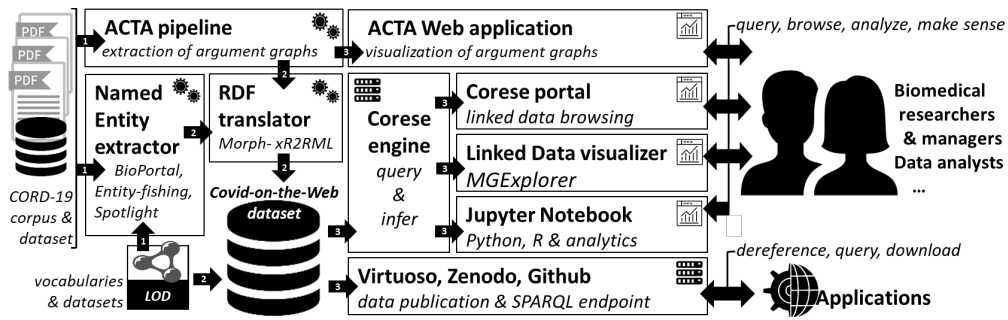 PDF
PDF
PDF
CORD-19
corpus &
dataset
1
ACTA pipeline
extraction of argument graphs
3
ACTA Web application
visualization of argument graphs
query, browse, analyze, make sense
2
1
Named
Entity
extractor
BioPortal,
Entity-fishing,
Spotlight
2
RDF
translator
Morph- xR2RML
2
Covid-on-the-Web
dataset
1
vocabularies
& datasets
LOD
2
3
Corese
engine
query
&
infer
3
Corese portal
linked data browsing
3
Linked Data visualizer
MGExplorer
3
Jupyter Notebook
Python, R & analytics
3
Virtuoso, Zenodo, Github
data publication & SPARQL endpoint
Biomedical
researchers
& managers
Data analysts
...
dereference, query, download
Applications